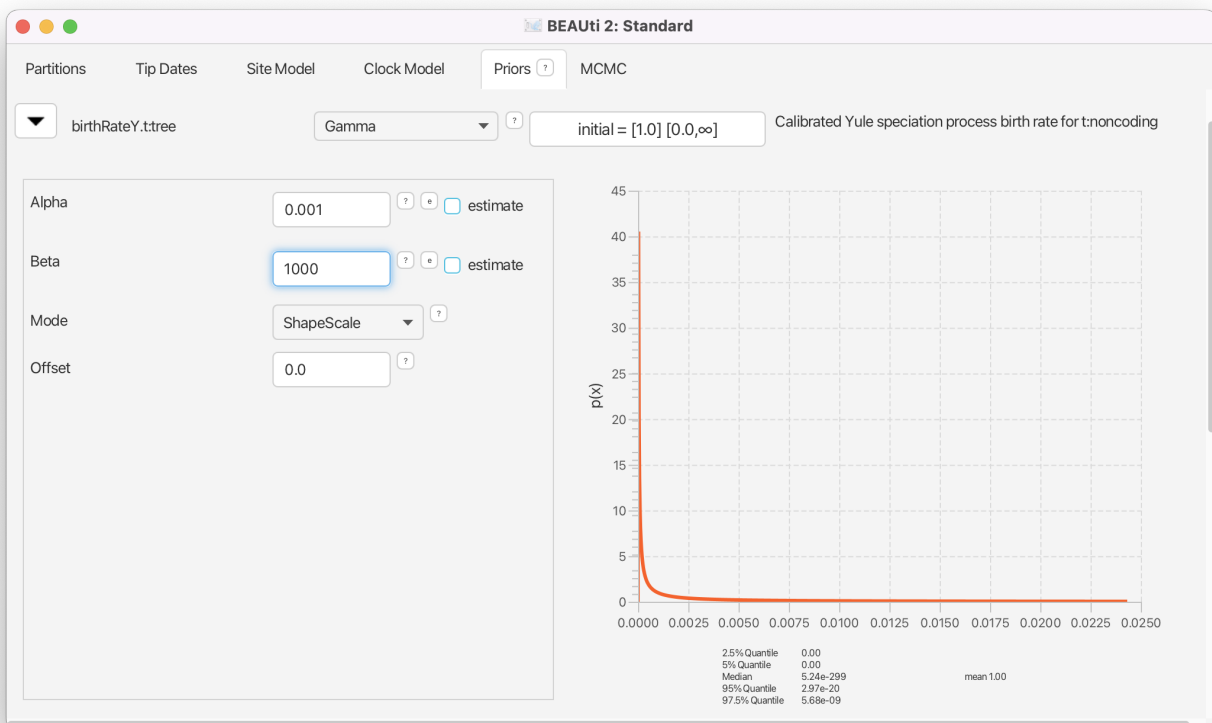 BEAUti 2: Standard
Partitions Tip Dates Site Model Clock Model Priors ? MCMC
birthRateY.t:tree Gamma ? initial = [1.0] [0.0,∞] Calibrated Yule speciation process birth rate for t:noncoding
Alpha 0.001 ? e estimate
Beta 1000 ? e estimate
Mode ShapeScale ?
Offset 0.0 ?
p(x)
45
40
35
30
25
20
15
10
5
0
0.0000 0.0025 0.0050 0.0075 0.0100 0.0125 0.0150 0.0175 0.0200 0.0225 0.0250
2.5% Quantile 0.00
5% Quantile 0.00
Median 5.24e-299 mean 1.00
95% Quantile 2.97e-20
97.5% Quantile 5.68e-09